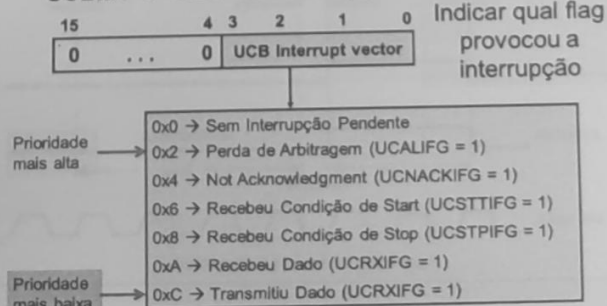 15 4 3 2 1 0
0 ... 0 UCB Interrupt vector
Indicar qual flag
provocou a
interrupção
Prioridade
mais alta
0x0 → Sem Interrupção Pendente
0x2 → Perda de Arbitragem (UCALIFG = 1)
0x4 → Not Acknowledgment (UCNACKIFG = 1)
0x6 → Recebeu Condição de Start (UCSTTIFG = 1)
0x8 → Recebeu Condição de Stop (UCSTPIFG = 1)
0xA → Recebeu Dado (UCRXIFG = 1)
0xC → Transmitiu Dado (UCRXIFG = 1)
Prioridade
mais baixa